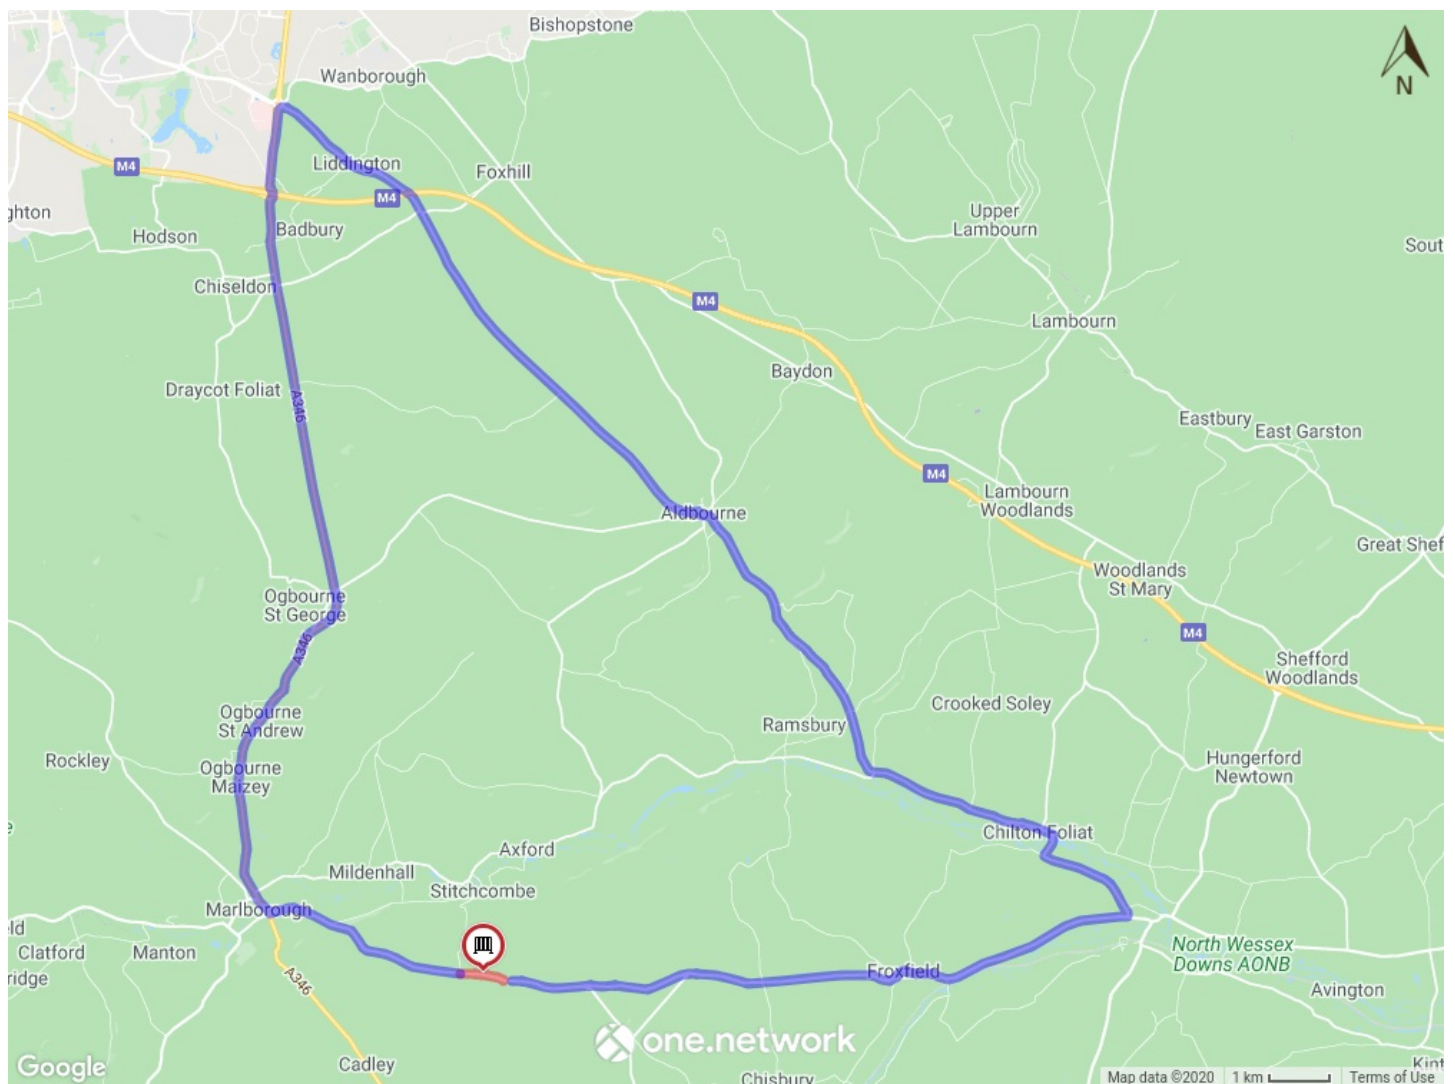 Bishopstone
Wanborough
N
Liddington
M4
Foxhill
M4
ghton
Hodson
Badbury
Upper
Lambourn
Sout
Chiseldon
M4
Lambourn
Draycot Foliat
A346
Baydon
Eastbury
East Garston
M4
Lambourn
Woodlands
Aldbourne
Great Shef
Woodlands
St Mary
Ogbourne
St George
A346
M4
Shefford
Woodlands
Ogbourne
St Andrew
Crooked Soley
Ramsbury
Rockley
Ogbourne
Maizey
Hungerford
Newtown
e
Chilton Foliat
Axford
Mildenhall
Stitchcombe
Marlborough
eld
Clatford
Manton
North Wessex
Downs AONB
ridge
A346
Froxfield
Avington
one.network
Google
Cadley
Chisbury
Kint
Map data ©2020
1 km
Terms of Use